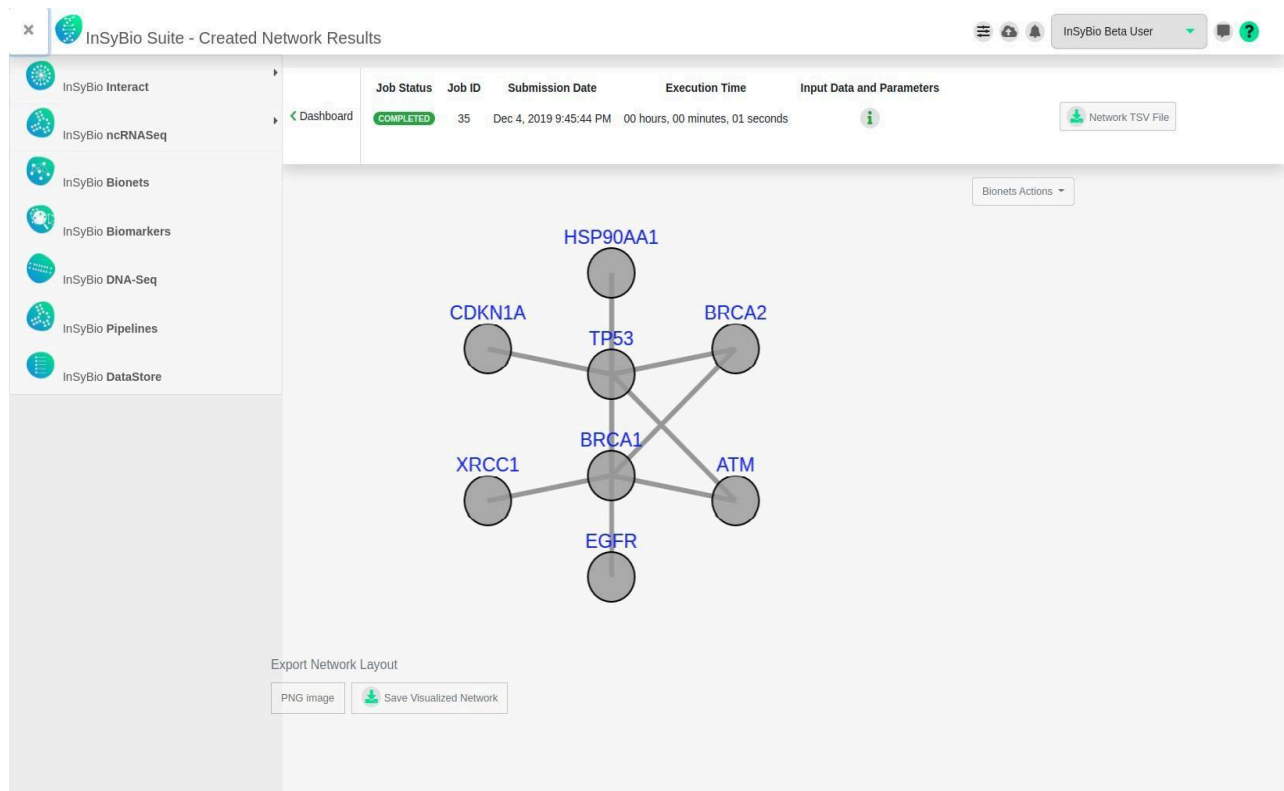 ×
InSyBio Suite - Created Network Results
InSyBio Beta User
?
InSyBio Interact
InSyBio ncRNASeq
InSyBio Bionets
InSyBio Biomarkers
InSyBio DNA-Seq
InSyBio Pipelines
InSyBio DataStore
Dashboard
Job Status Job ID Submission Date Execution Time Input Data and Parameters
COMPLETED 35 Dec 4, 2019 9:45:44 PM 00 hours, 00 minutes, 01 seconds i
Network TSV File
Bionets Actions
HSP90AA1
CDKN1A
BRCA2
TP53
BRCA1
XRCC1
ATM
EGFR
Export Network Layout
PNG image
Save Visualized Network